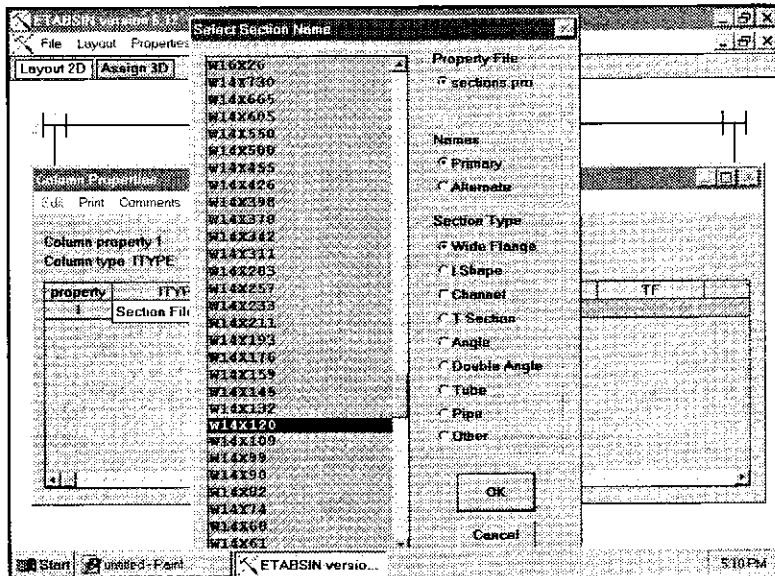 ETABSIN version 6.12
File Layout Properties
Layout 2D Assign 3D
Column Properties
Edit Print Comments
Column property 1
Column type ITYPE
property ITYP TF
1 Section Fil
Select Section Name
W16X26
W14X730
W14X665
W14X605
W14X550
W14X500
W14X455
W14X426
W14X398
W14X370
W14X342
W14X311
W14X283
W14X257
W14X233
W14X211
W14X193
W14X176
W14X159
W14X145
W14X132
W14X120
W14X109
W14X99
W14X90
W14X82
W14X74
W14X68
W14X61
Property File
sections.pro
Names
Primary
Alternate
Section Type
Wide Flange
I Shape
Channel
T Section
Angle
Double Angle
Tube
Pipe
Other
OK
Cancel
Start untitled - Paint ETABSIN versio... 5:10 PM